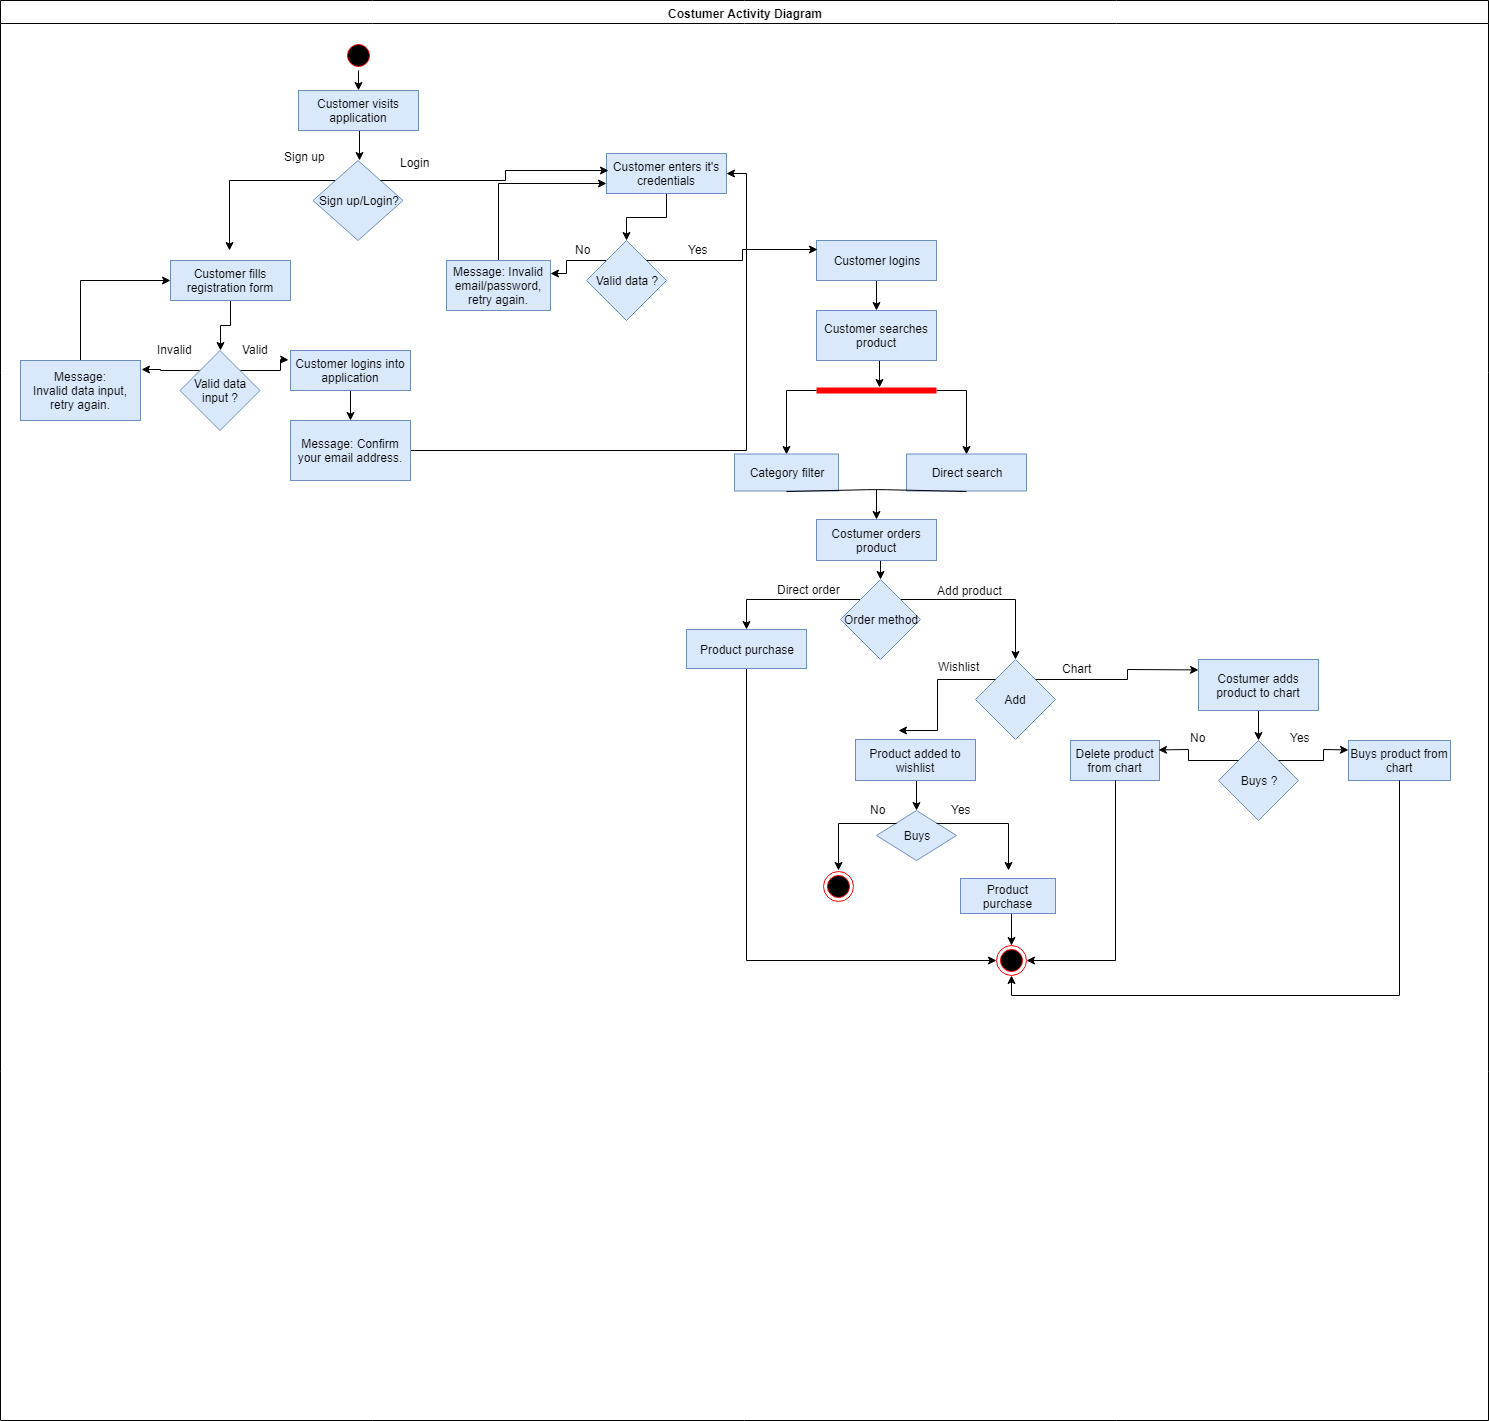 Costumer Activity Diagram
Customer visits
application
Sign up
Login
Sign up/Login?
Customer enters it's
credentials
No
Yes
Valid data ?
Message: Invalid
email/password,
retry again.
Customer logins
Customer fills
registration form
Invalid
Valid
Valid data
input ?
Message:
Invalid data input,
retry again.
Customer logins into
application
Message: Confirm
your email address.
Customer searches
product
Category filter
Direct search
Costumer orders
product
Direct order
Add product
Order method
Product purchase
Wishlist
Chart
Add
Costumer adds
product to chart
No
Yes
Buys ?
Delete product
from chart
Buys product from
chart
Product added to
wishlist
No
Yes
Buys
Product
purchase